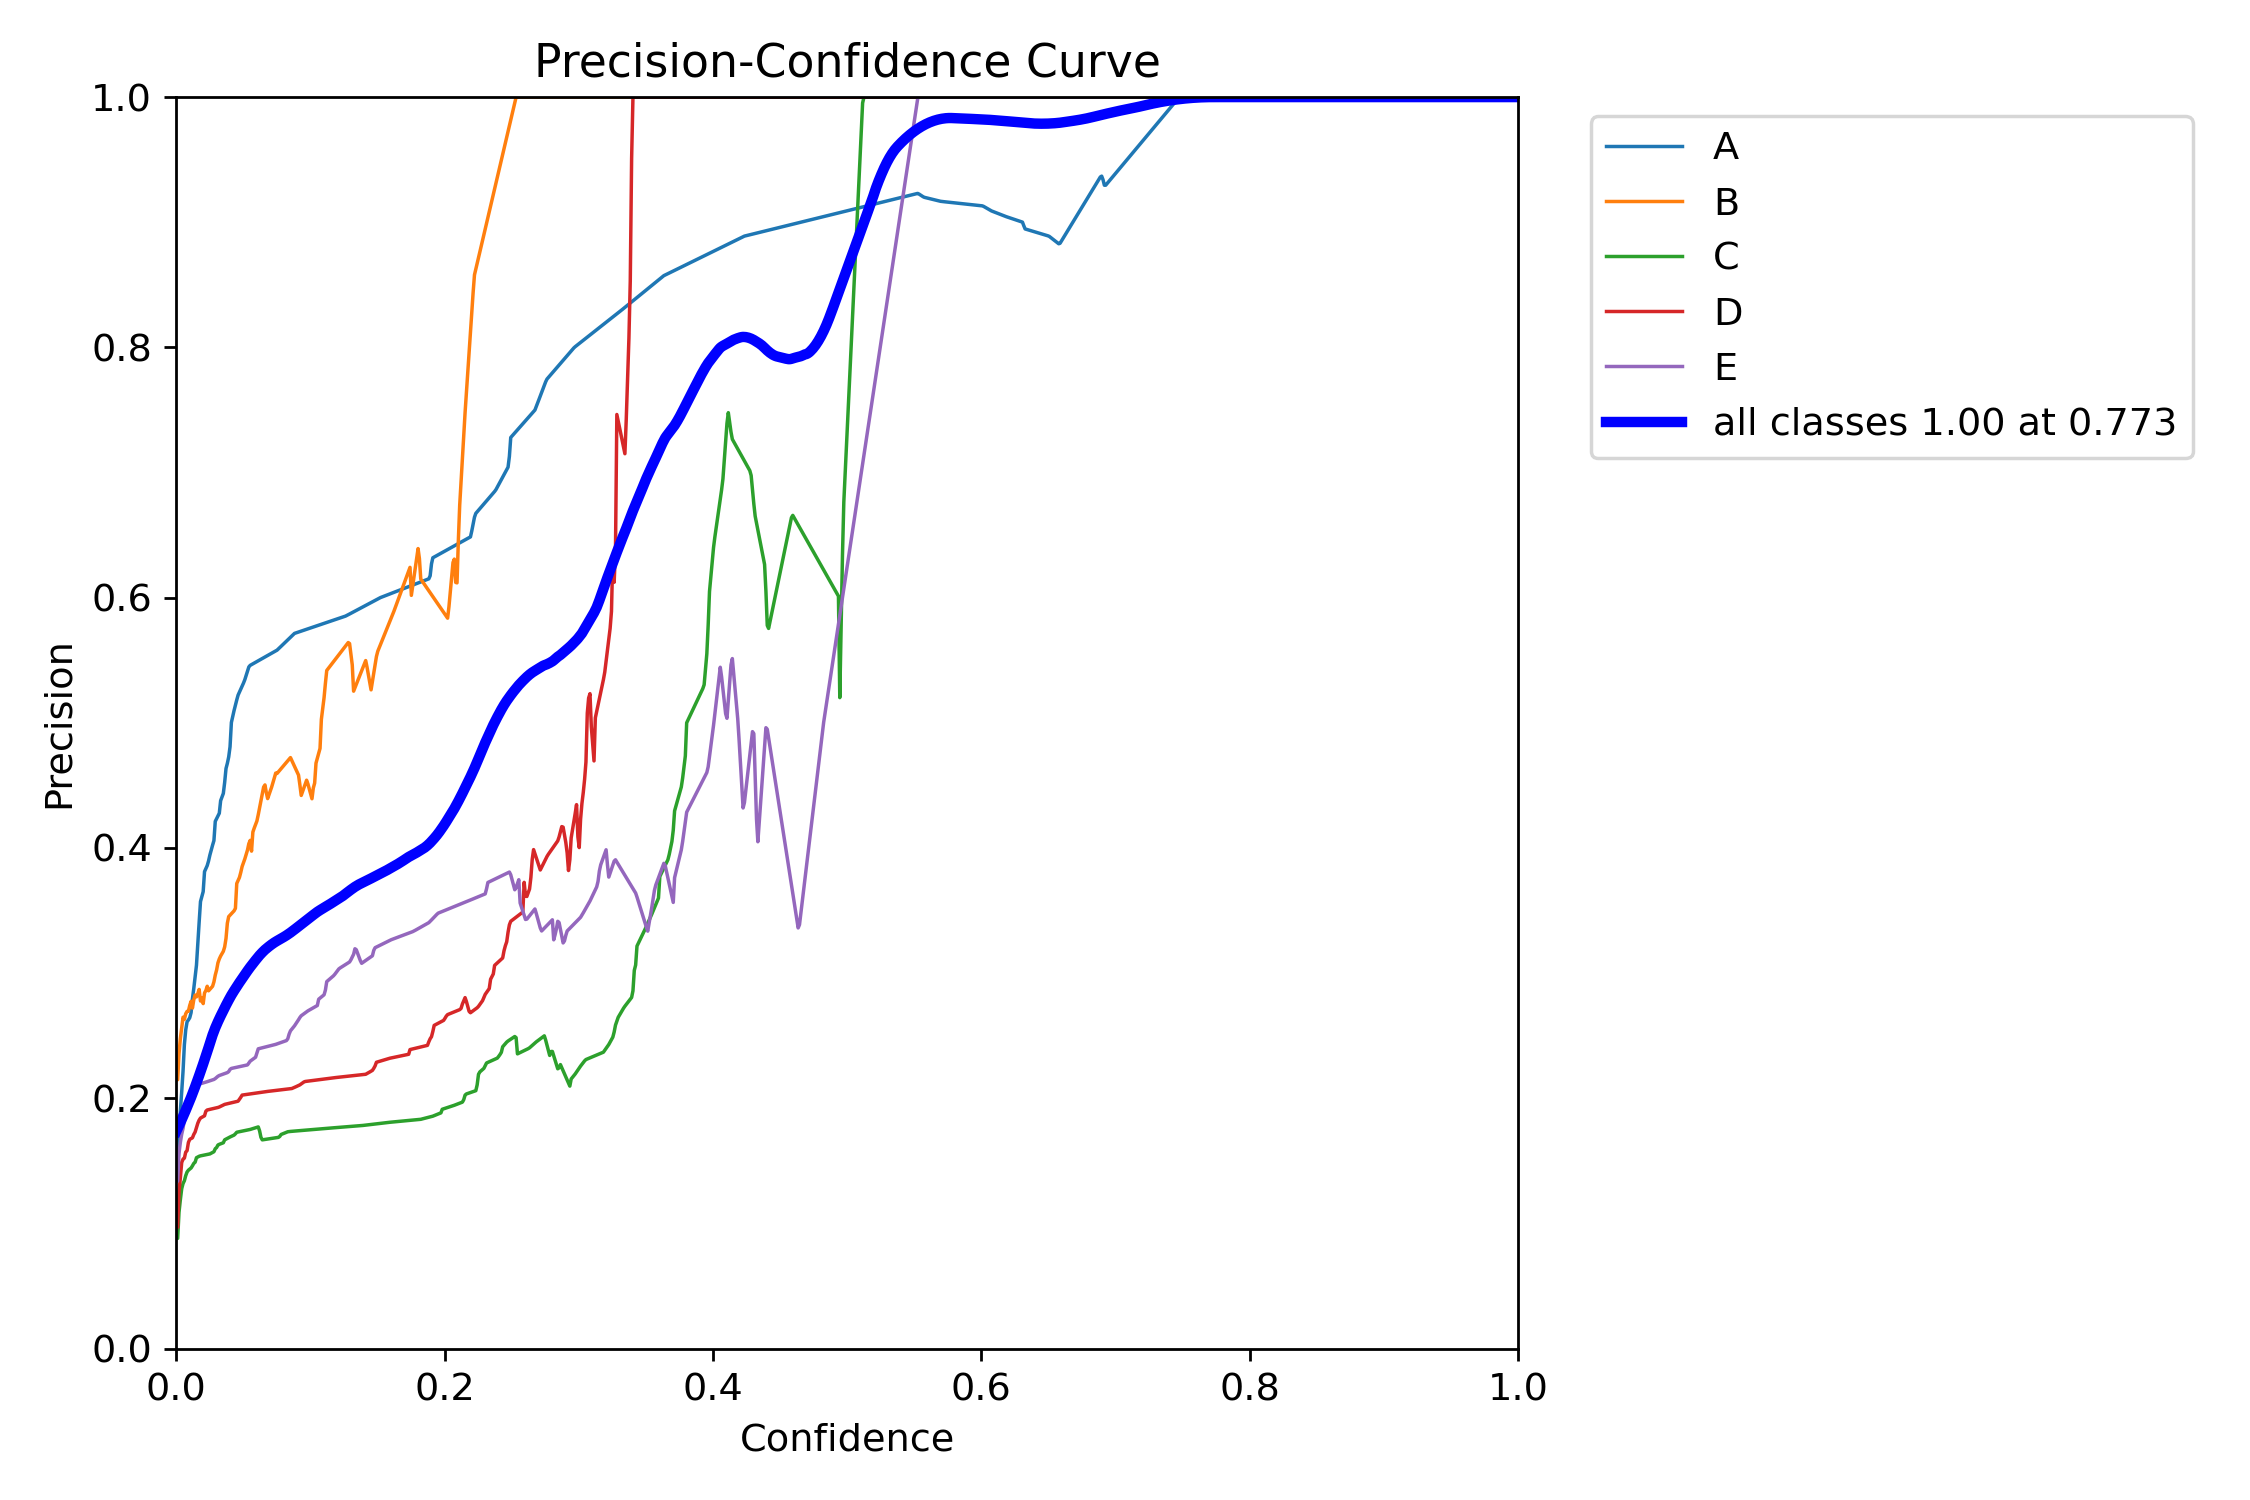 Precision-Confidence Curve
1.0
0.8
0.6
0.4
0.2
0.0
Precision
0.0 0.2 0.4 0.6 0.8 1.0
Confidence
A
B
C
D
E
all classes 1.00 at 0.773